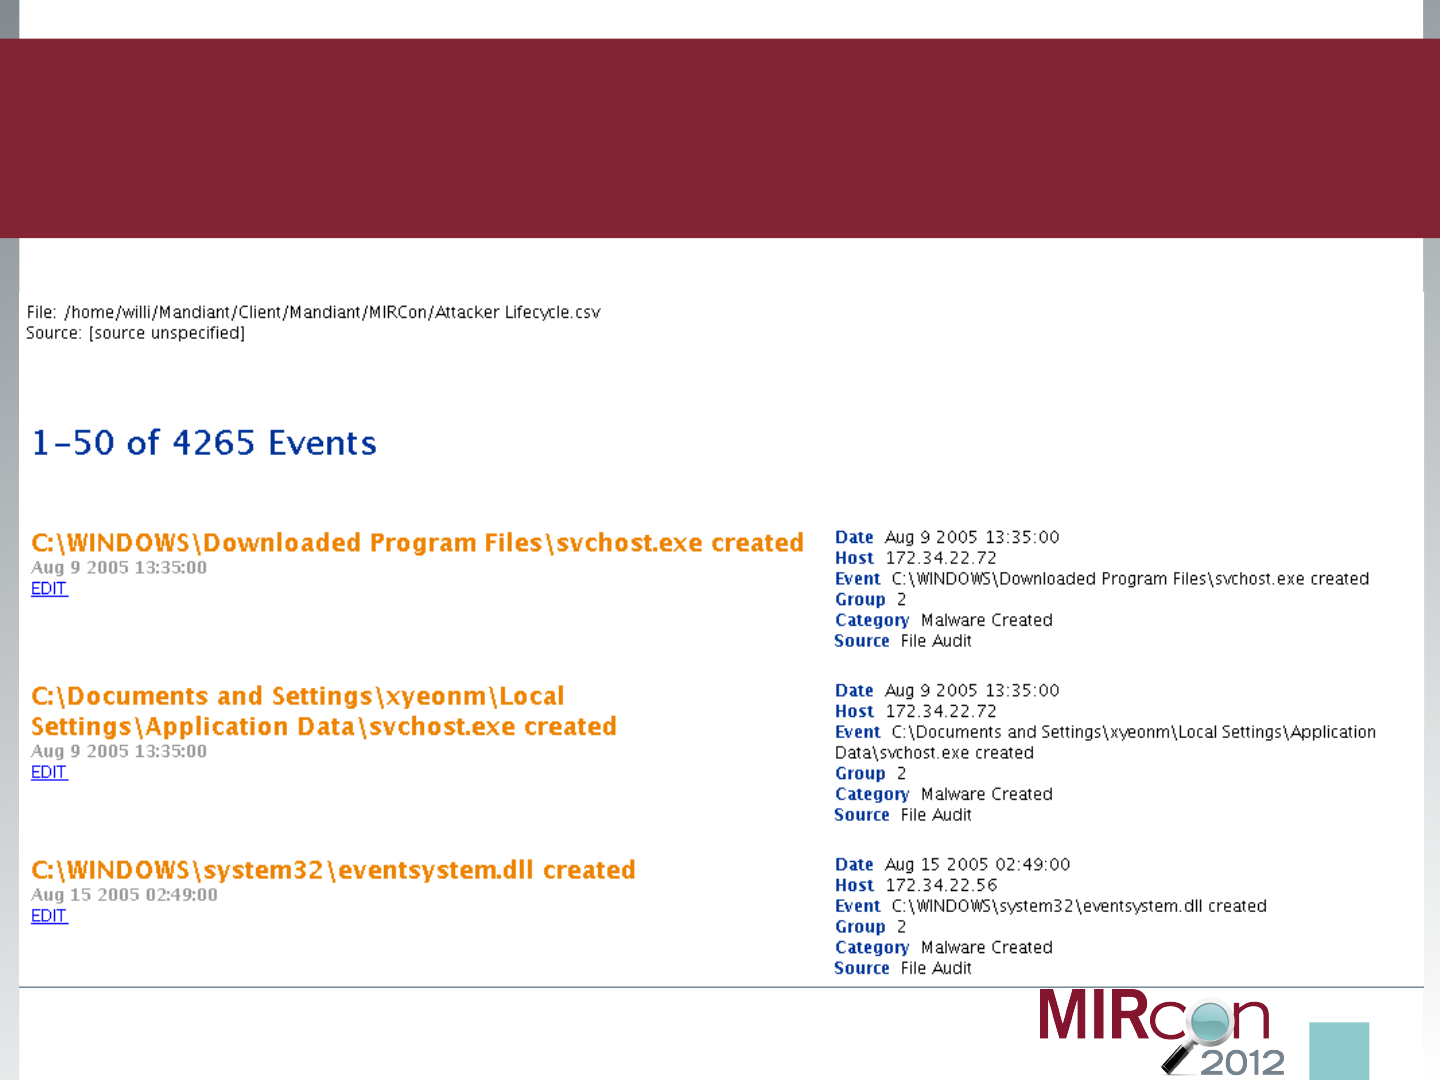 File: /home/willi/Mandiant/Client/Mandiant/MIRCon/Attacker Lifecycle.csv
Source: [source unspecified]
1-50 of 4265 Events
C:\WINDOWS\Downloaded Program Files\svchost.exe created
Aug 9 2005 13:35:00
EDIT
Date Aug 9 2005 13:35:00
Host 172.34.22.72
Event C:\WINDOWS\Downloaded Program Files\svchost.exe created
Group 2
Category Malware Created
Source File Audit
C:\Documents and Settings\xyeonm\Local
Settings\Application Data\svchost.exe created
Aug 9 2005 13:35:00
EDIT
Date Aug 9 2005 13:35:00
Host 172.34.22.72
Event C:\Documents and Settings\xyeonm\Local Settings\Application
Data\svchost.exe created
Group 2
Category Malware Created
Source File Audit
C:\WINDOWS\system32\eventsystem.dll created
Aug 15 2005 02:49:00
EDIT
Date Aug 15 2005 02:49:00
Host 172.34.22.56
Event C:\WINDOWS\system32\eventsystem.dll created
Group 2
Category Malware Created
Source File Audit
MIRcon
2012